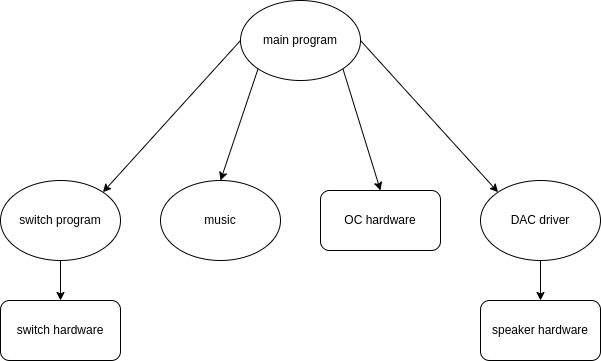 main program
switch program
music
OC hardware
DAC driver
switch hardware
speaker hardware